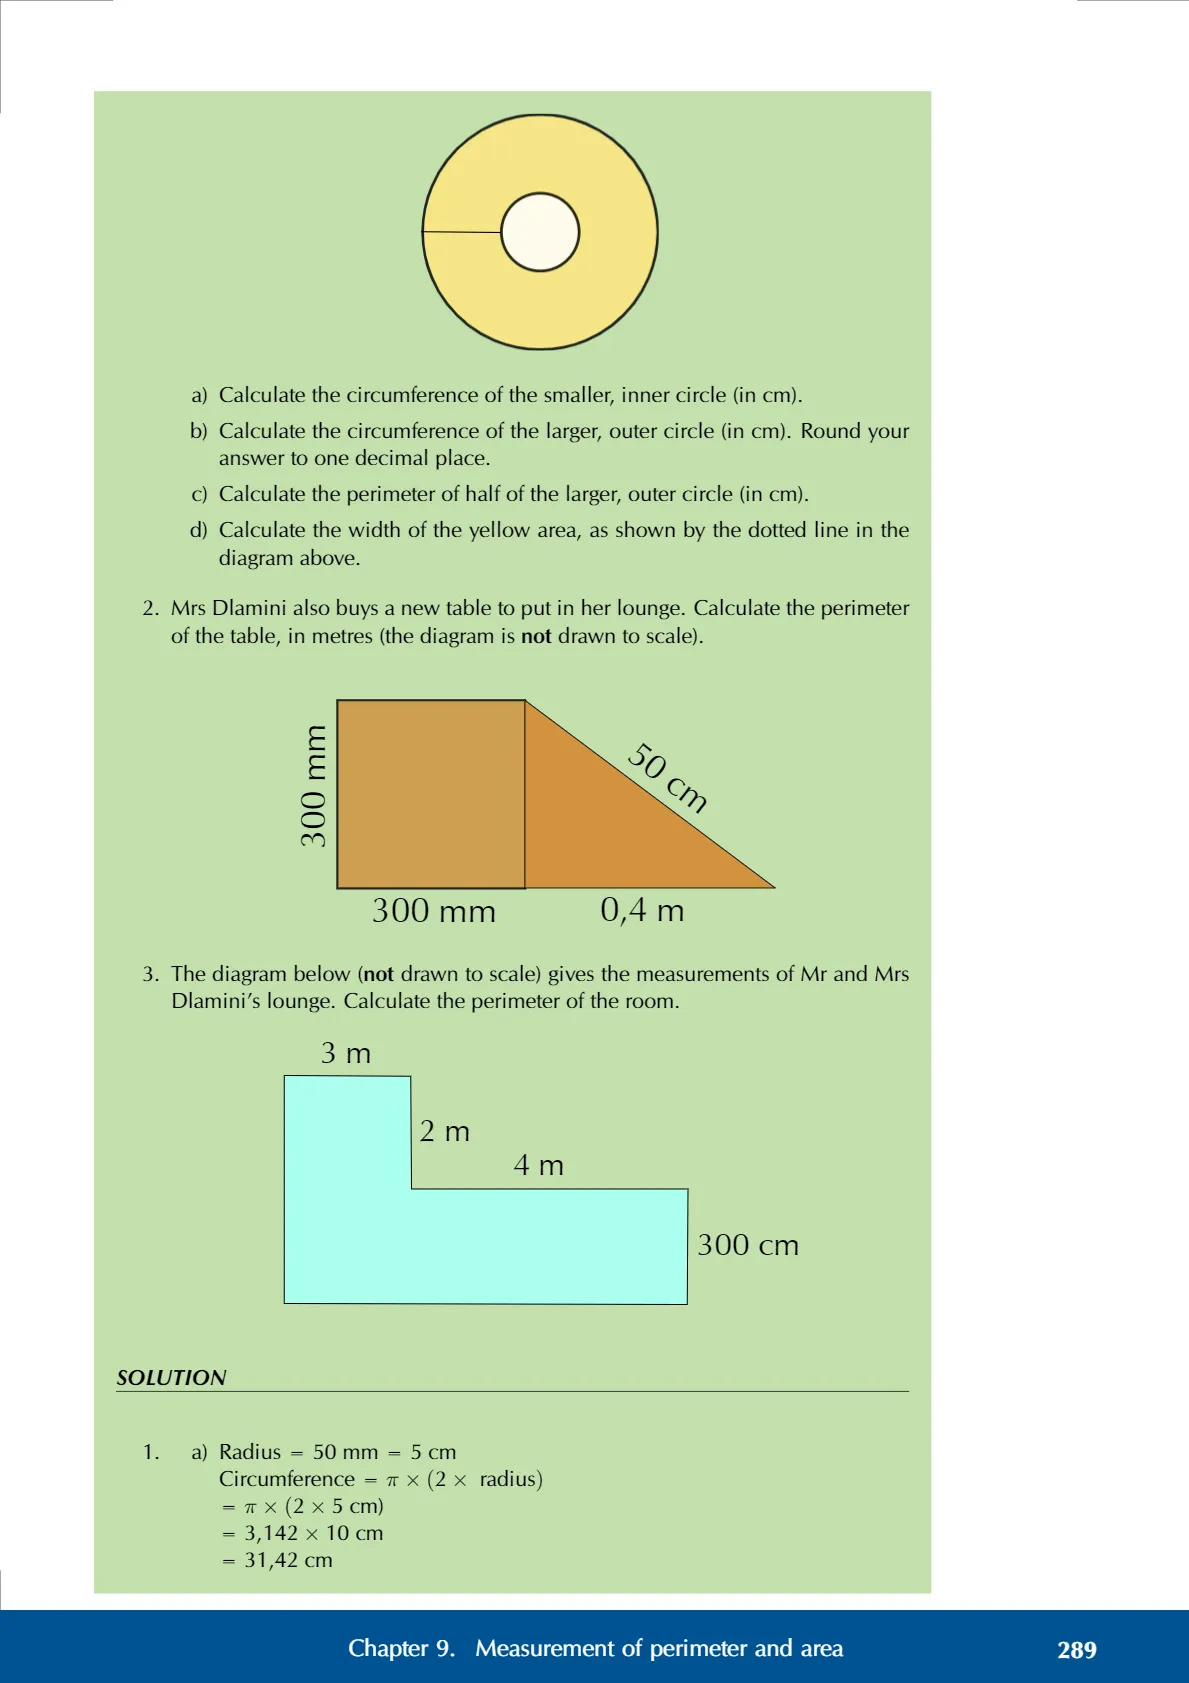 a) Calculate the circumference of the smaller, inner circle (in cm).
b) Calculate the circumference of the larger, outer circle (in cm). Round your
answer to one decimal place.
c) Calculate the perimeter of half of the larger, outer circle (in cm).
d) Calculate the width of the yellow area, as shown by the dotted line in the
diagram above.
2. Mrs Dlamini also buys a new table to put in her lounge. Calculate the perimeter
of the table, in metres (the diagram is not drawn to scale).
300 mm
50 cm
300 mm
0,4 m
3. The diagram below (not drawn to scale) gives the measurements of Mr and Mrs
Dlamini’s lounge. Calculate the perimeter of the room.
3 m
2 m
4 m
300 cm
SOLUTION
1. a) Radius = 50 mm = 5 cm
Circumference = π × (2 × radius)
= π × (2 × 5 cm)
= 3,142 × 10 cm
= 31,42 cm
Chapter 9. Measurement of perimeter and area 289